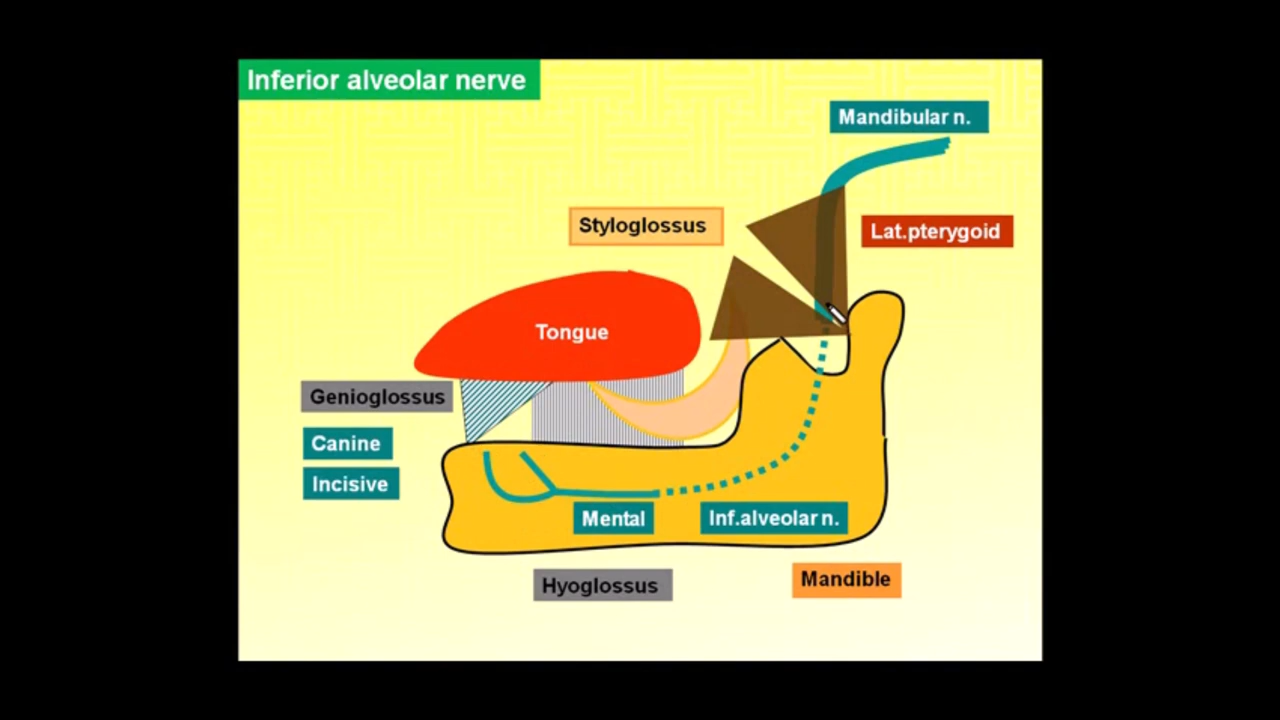 Inferior alveolar nerve
Mandibular n.
Styloglossus
Lat.pterygoid
Tongue
Genioglossus
Canine
Incisive
Mental
Inf.alveolar n.
Hyoglossus
Mandible